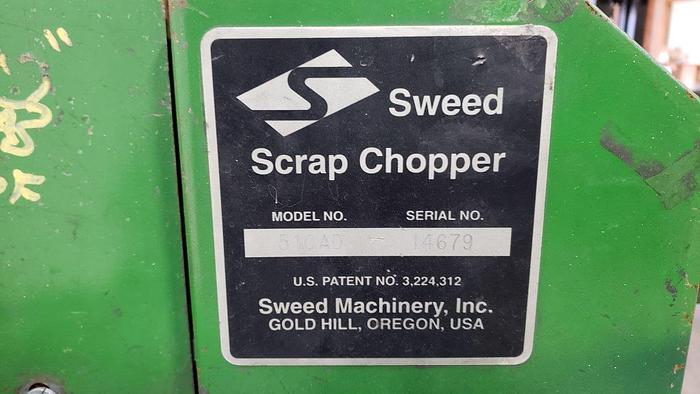 Sweed
Scrap Chopper
MODEL NO. SERIAL NO.
510AD - 14679
U.S. PATENT NO. 3,224,312
Sweed Machinery, Inc.
GOLD HILL, OREGON, USA